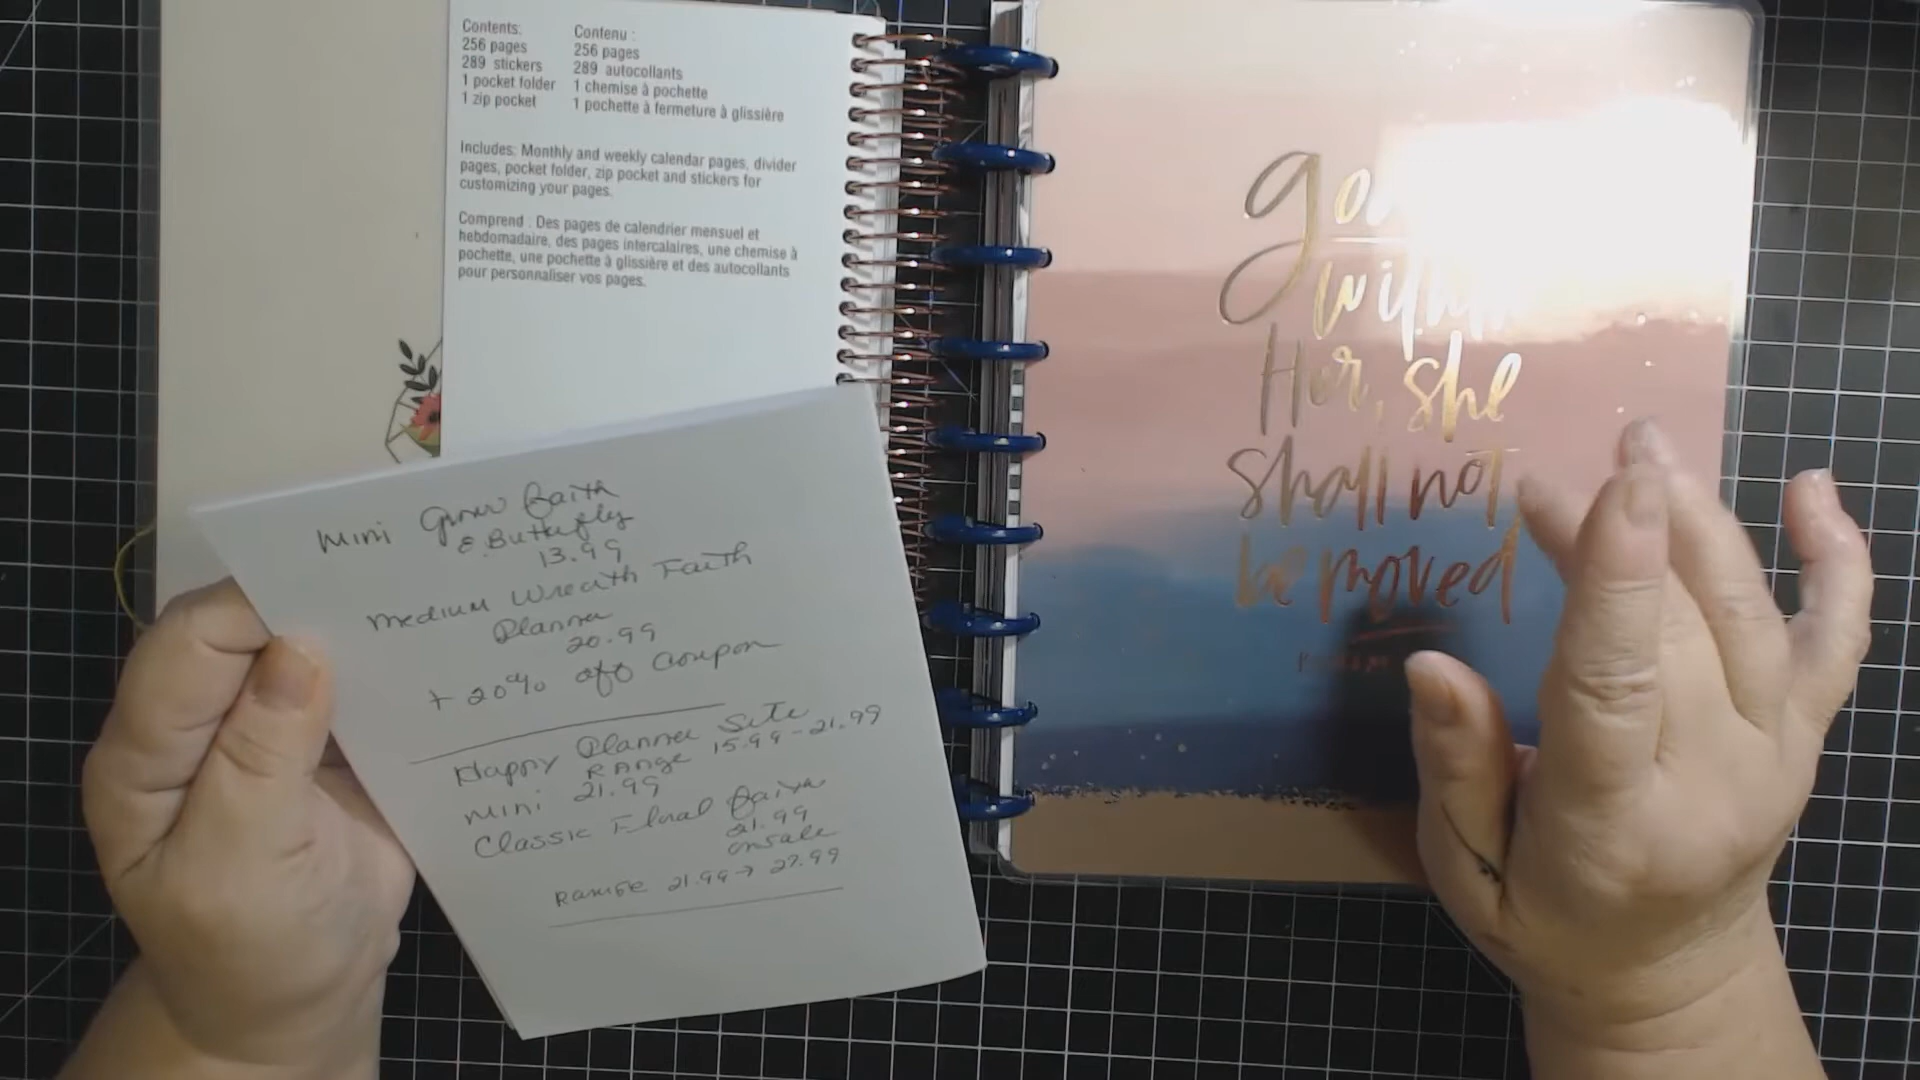 Contents:
256 pages
289 stickers
1 pocket folder
1 zip pocket
Contenu :
256 pages
289 autocollants
1 chemise à pochette
1 pochette à fermeture à glissière
Includes: Monthly and weekly calendar pages, divider
pages, pocket folder, zip pocket and stickers for
customizing your pages.
Comprend : Des pages de calendrier mensuel et
hebdomadaire, des pages intercalaires, une chemise à
pochette, une pochette à glissière et des autocollants
pour personnaliser vos pages.
mini Grow Faith
& Butterfly
13.99
medium Wreath Faith
Planner
20.99
+ 20% off Coupon
Happy Planner Site
Range 15.99 - 21.99
mini 21.99
Classic Floral Faith
21.99
on sale
Range 21.99 → 27.99
Her, she
shall not
be moved